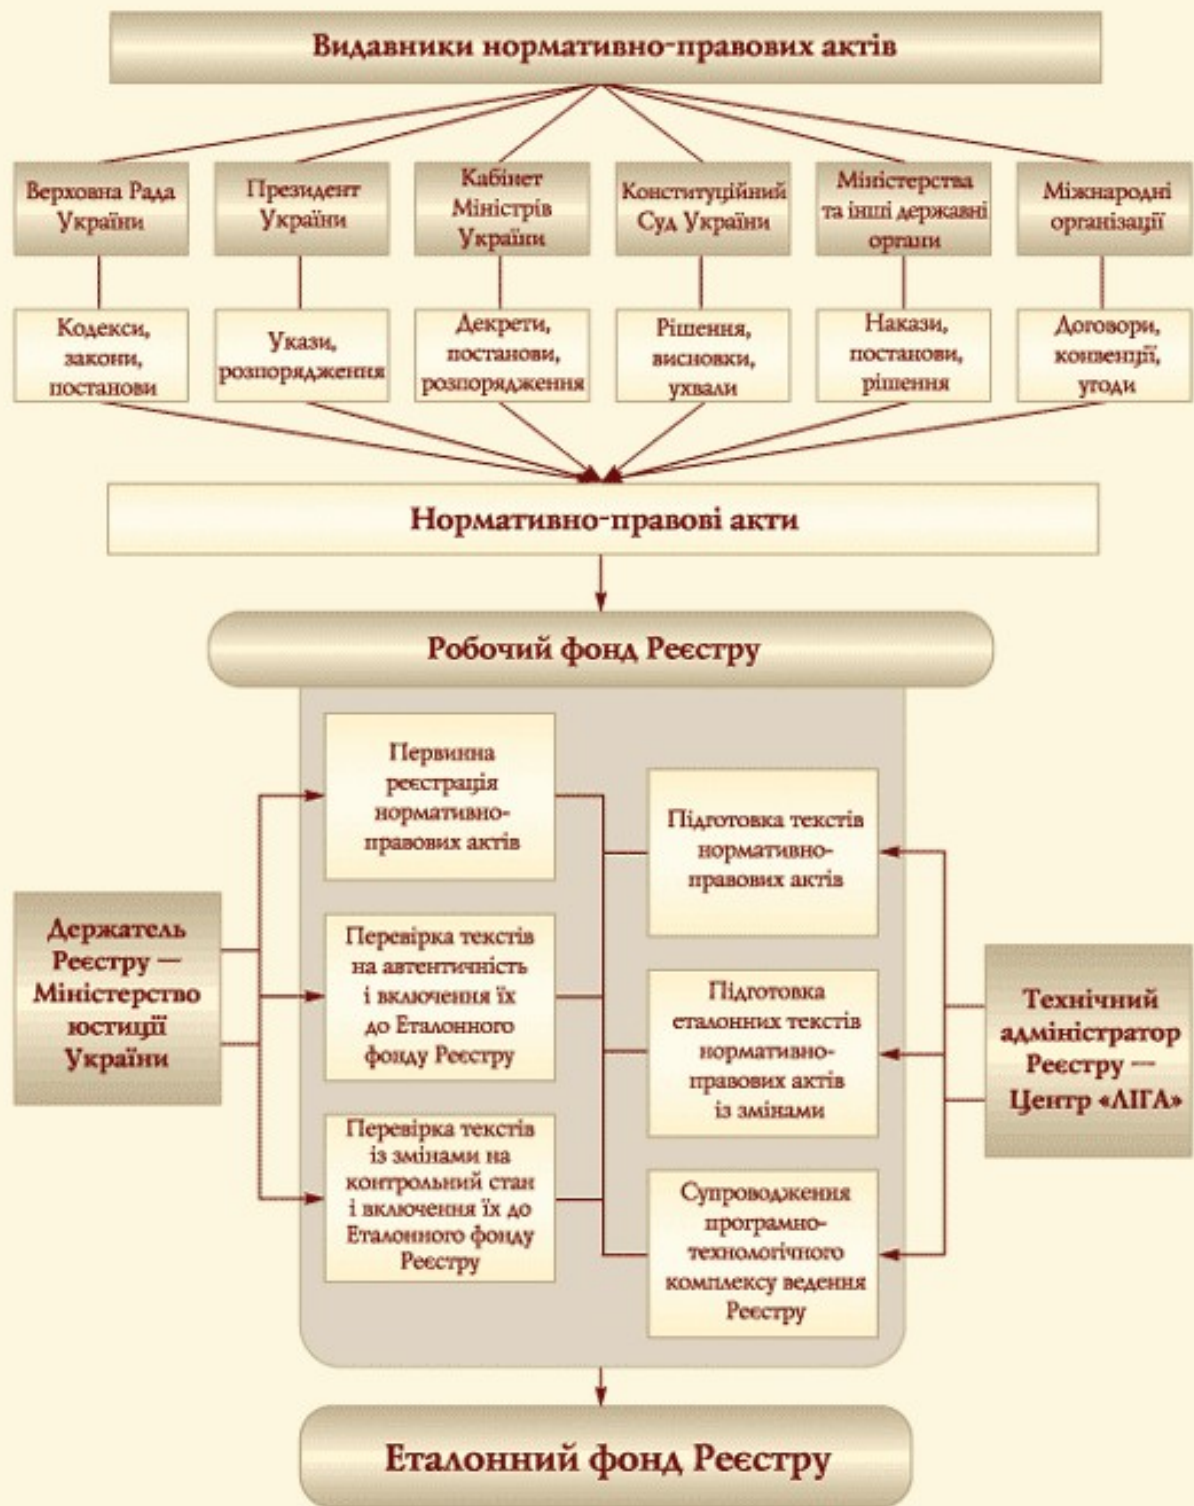 Видавники нормативно-правових актів
Верховна Рада
України
Президент
України
Кабінет
Міністрів
України
Конституційний
Суд України
Міністерства
та інші державні
органи
Міжнародні
організації
Кодекси,
закони,
постанови
Укази,
розпорядження
Декрети,
постанови,
розпорядження
Рішення,
висновки,
ухвали
Накази,
постанови,
рішення
Договори,
конвенції,
угоди
Нормативно-правові акти
Робочий фонд Реєстру
Первинна
реєстрація
нормативно-
правових актів
Підготовка текстів
нормативно-
правових актів
Держатель
Реєстру —
Міністерство
юстиції
України
Перевірка текстів
на автентичність
і включення їх
до Еталонного
фонду Реєстру
Підготовка
еталонних текстів
нормативно-
правових актів
із змінами
Технічний
адміністратор
Реєстру —
Центр «ЛІГА»
Перевірка текстів
із змінами на
контрольний стан
і включення їх до
Еталонного фонду
Реєстру
Супроводження
програмно-
технологічного
комплексу ведення
Реєстру
Еталонний фонд Реєстру